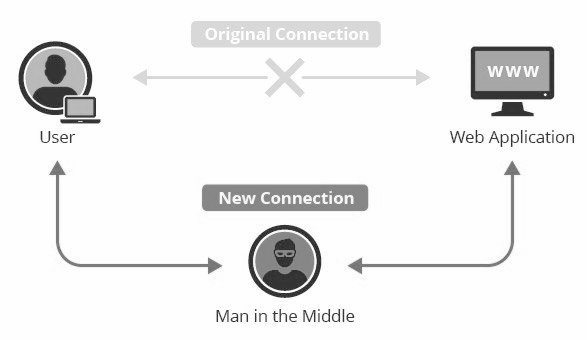 Original Connection
www
User
Web Application
New Connection
Man in the Middle